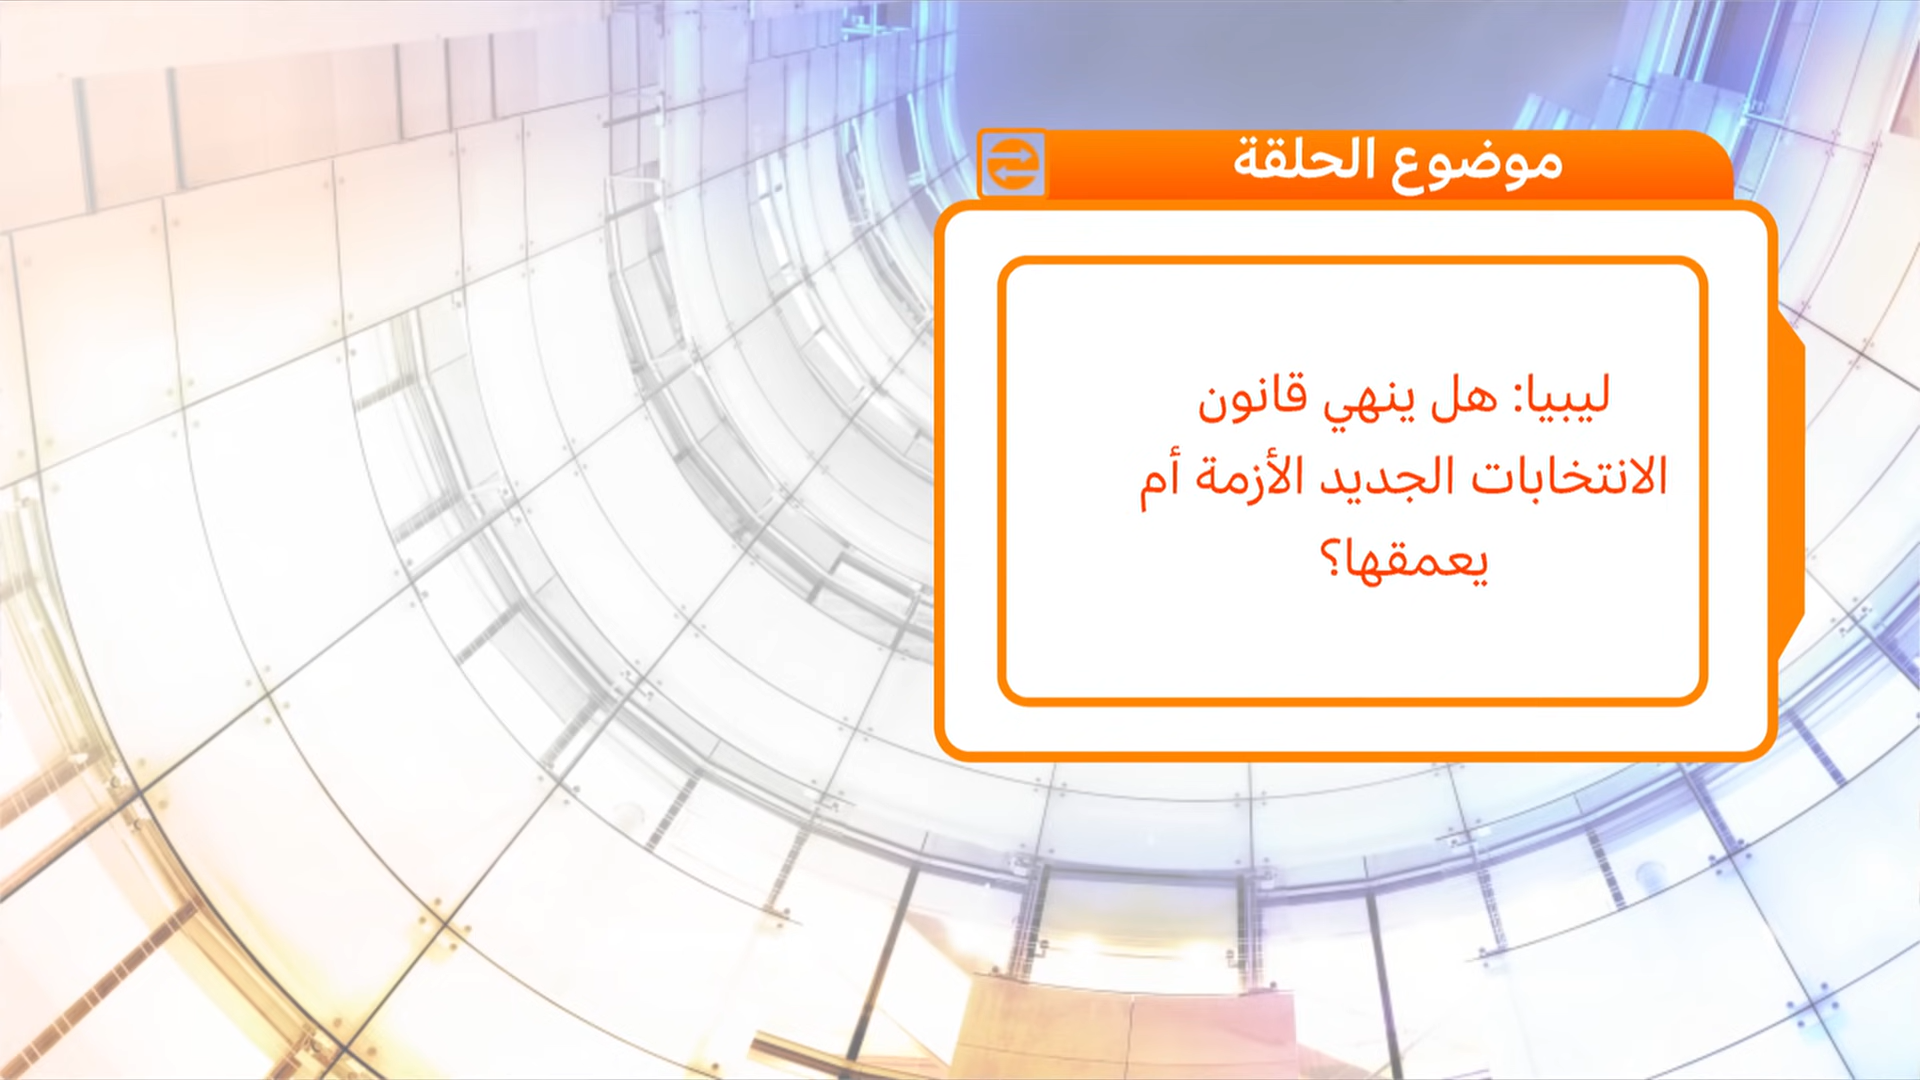 موضوع الحلقة
ليبيا: هل ينهي قانون
الانتخابات الجديد الأزمة أم
يعمقها؟